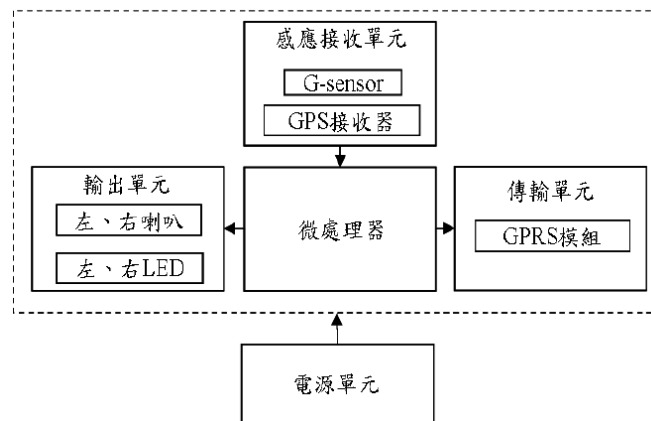 感應接收單元
G-sensor
GPS接收器
輸出單元
左、右喇叭
左、右LED
微處理器
傳輸單元
GPRS模組
電源單元